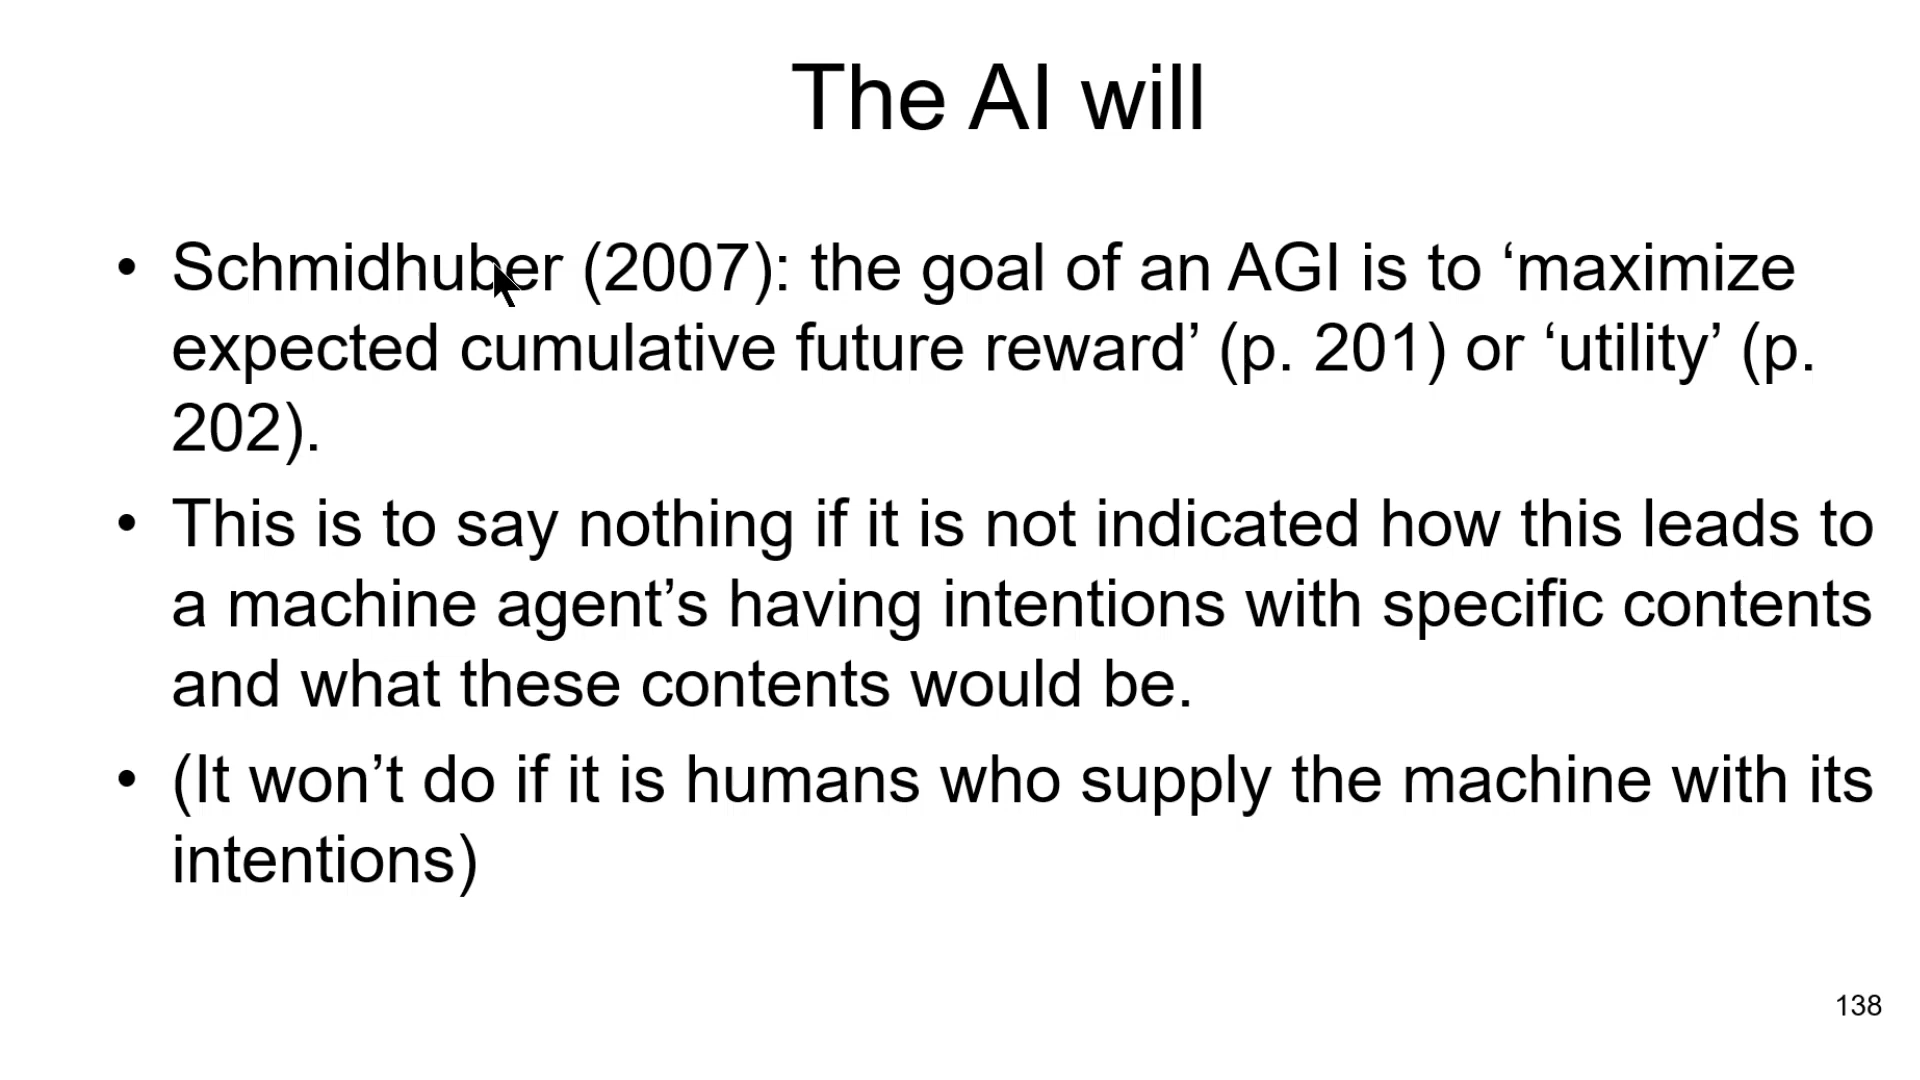 The AI will
• Schmidhuber (2007): the goal of an AGI is to ‘maximize
expected cumulative future reward’ (p. 201) or ‘utility’ (p.
202).
• This is to say nothing if it is not indicated how this leads to
a machine agent’s having intentions with specific contents
and what these contents would be.
• (It won’t do if it is humans who supply the machine with its
intentions)
138